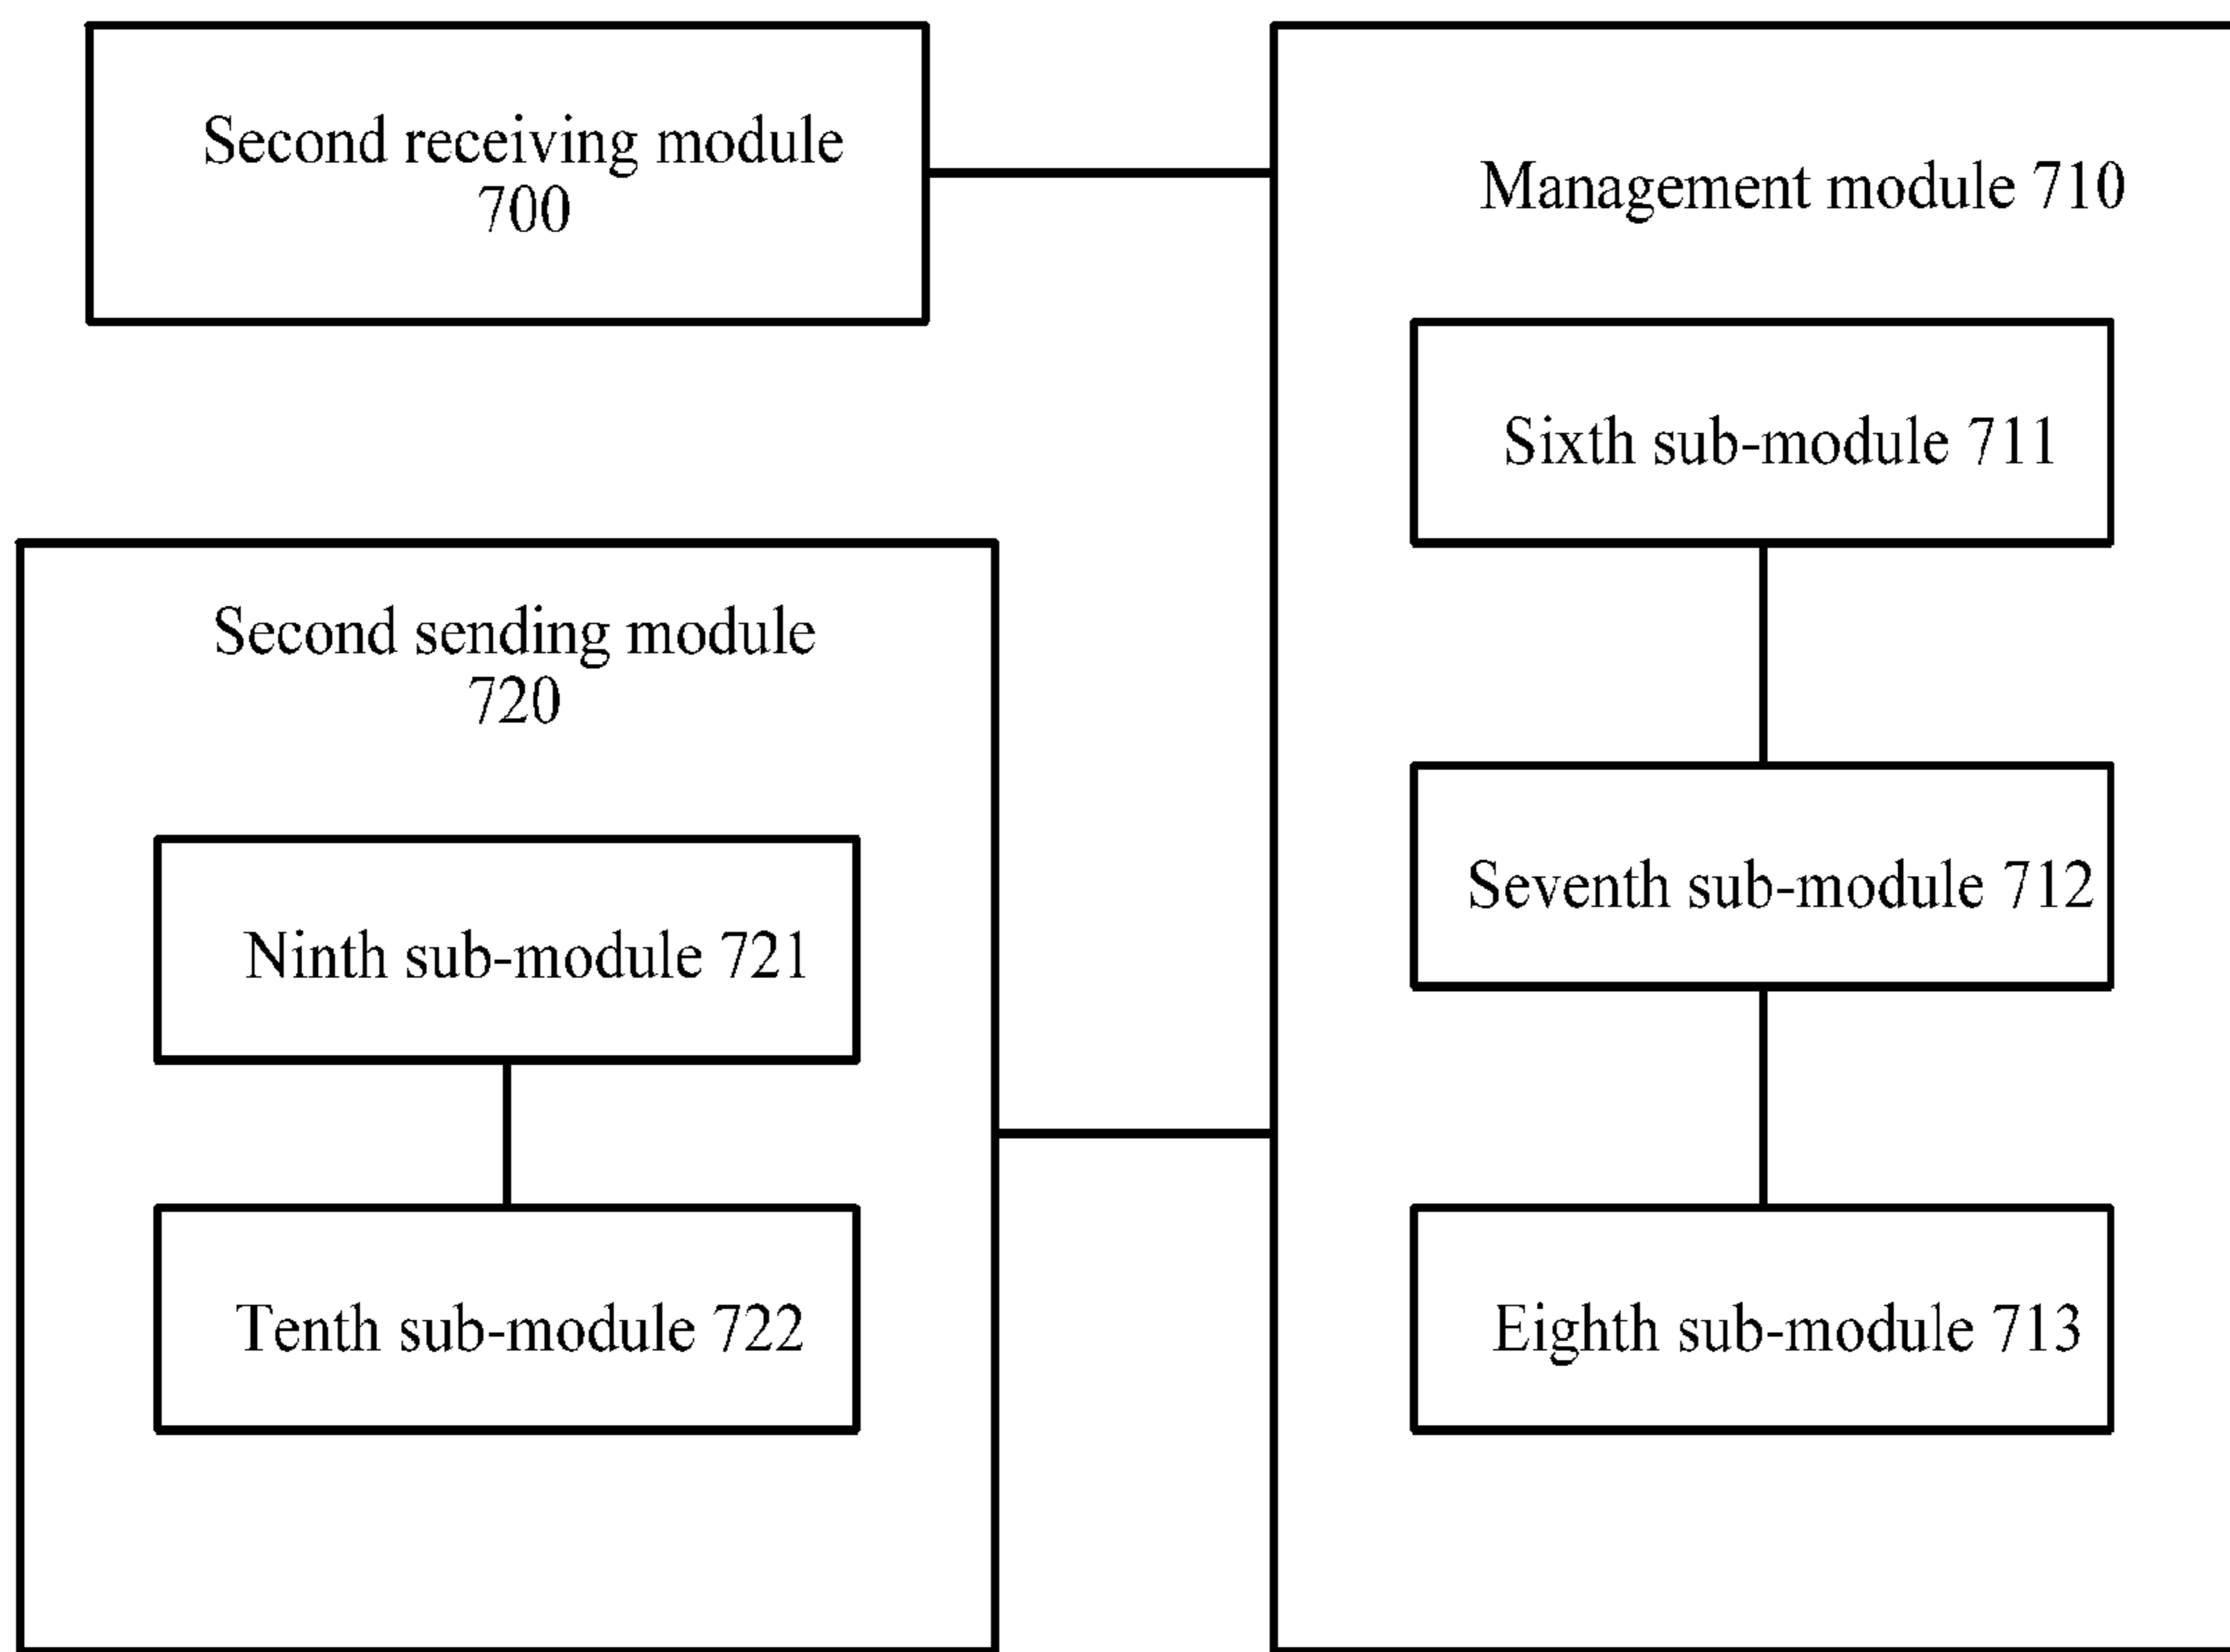 Second receiving module
700
Management module 710
Sixth sub-module 711
Second sending module
720
Seventh sub-module 712
Ninth sub-module 721
Tenth sub-module 722
Eighth sub-module 713